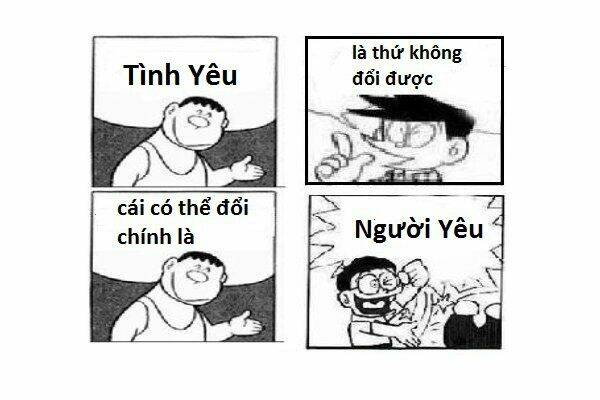 Tình Yêu
là thứ không
đổi được
cái có thể đổi
chính là
Người Yêu